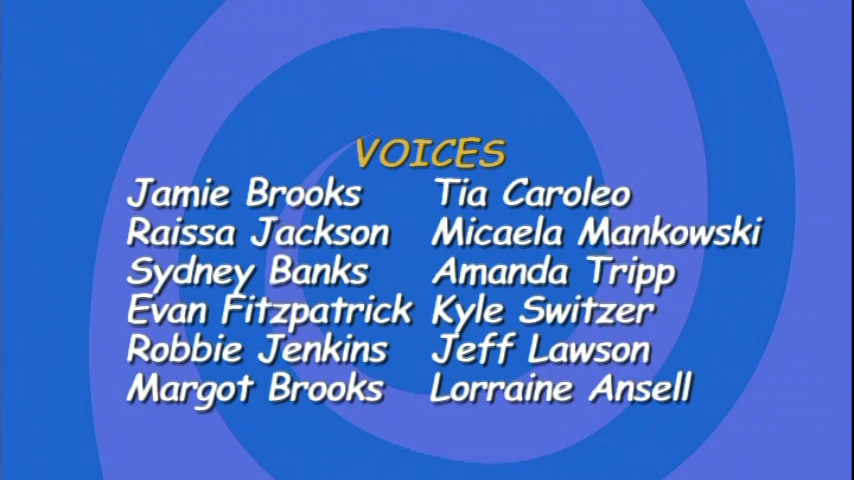 VOICES
Jamie Brooks Tia Caroleo
Raissa Jackson Micaela Mankowski
Sydney Banks Amanda Tripp
Evan Fitzpatrick Kyle Switzer
Robbie Jenkins Jeff Lawson
Margot Brooks Lorraine Ansell